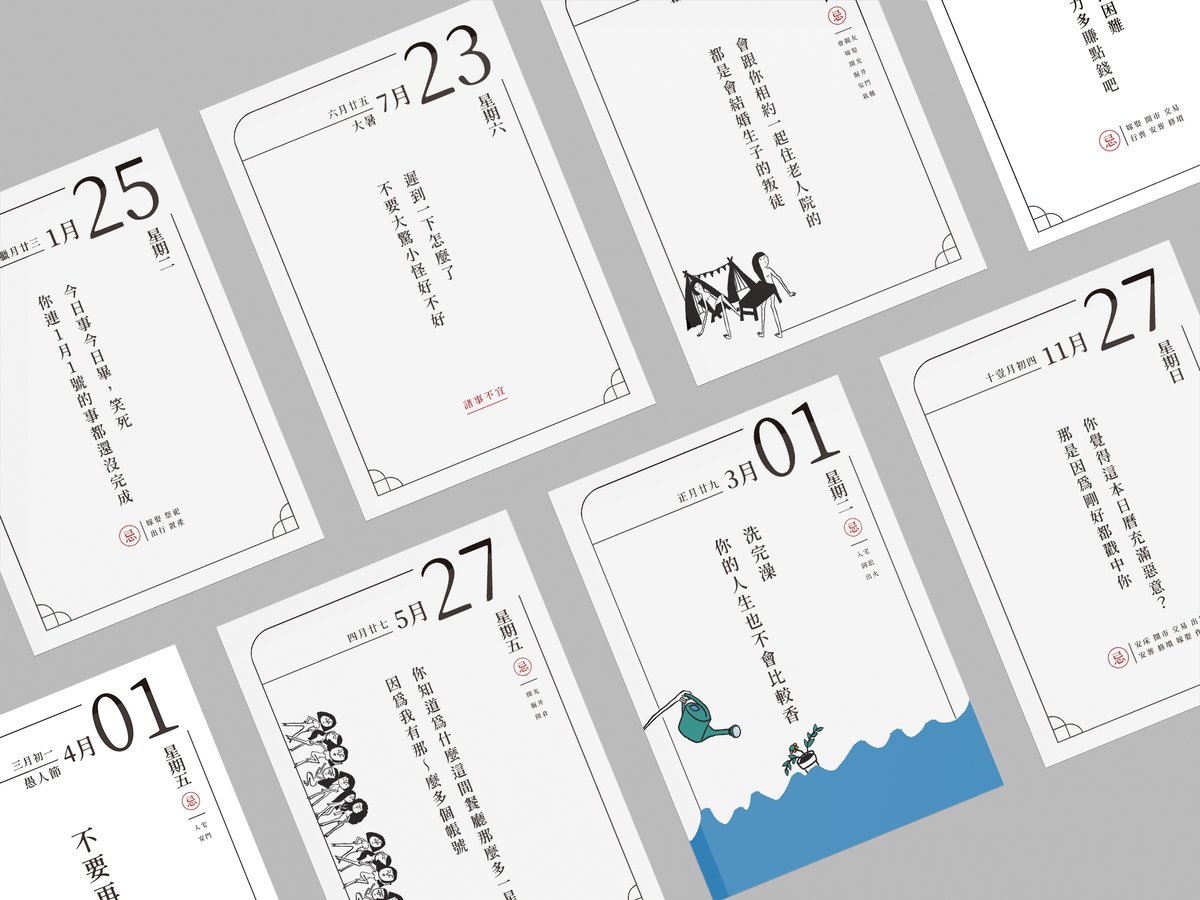 25
1月
臘月廿三
星期二
今日事今日畢，笑死
你連1月1號的事都還沒完成
忌
嫁娶 祭祀
出行 置產
23
7月
六月廿五
大暑
星期六
遲到一下怎麼了
不要大驚小怪好不好
諸事不宜
忌
會親友
嫁娶
開光
掘井
安門
栽種
會跟你相約一起住老人院的
都是會結婚生子的叛徒
困難
力多賺點錢吧
忌
嫁娶 開市 交易
行喪 安葬 修墳
01
4月
三月初一
愚人節
星期五
忌
入宅
安門
不要再
27
5月
四月廿七
星期五
忌
開光
掘井
開倉
你知道為什麼這間餐廳那麼多一星
因為我有那～麼多個帳號
01
3月
正月廿九
星期二
忌
入宅
詞訟
出火
洗完澡
你的人生也不會比較香
27
11月
十壹月初四
星期日
你覺得這本日曆充滿惡意？
那是因為剛好都戳中你
忌
安床 開市 交易 出
安葬 修墳 嫁娶